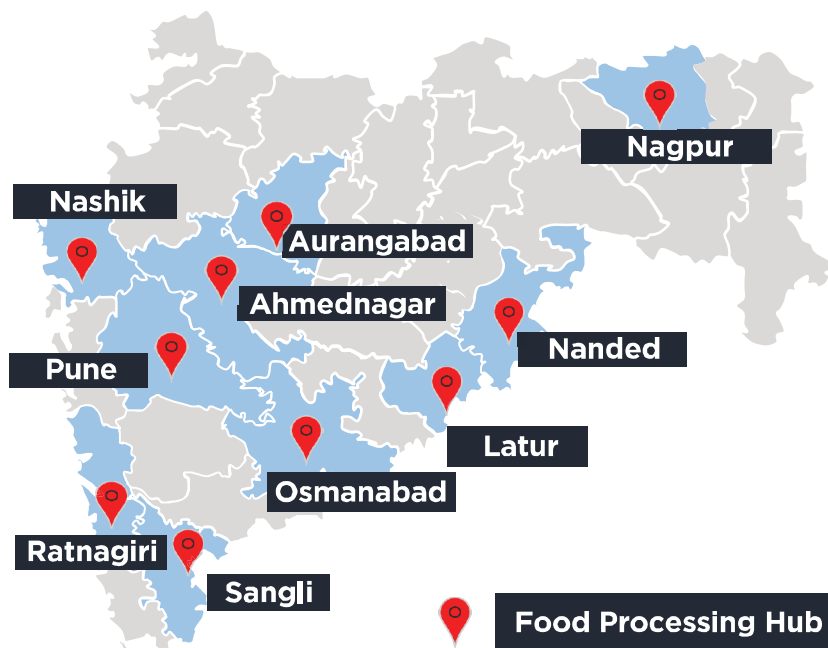 Nagpur
Nashik
Aurangabad
Ahmednagar
Nanded
Pune
Latur
Osmanabad
Ratnagiri
Sangli
Food Processing Hub